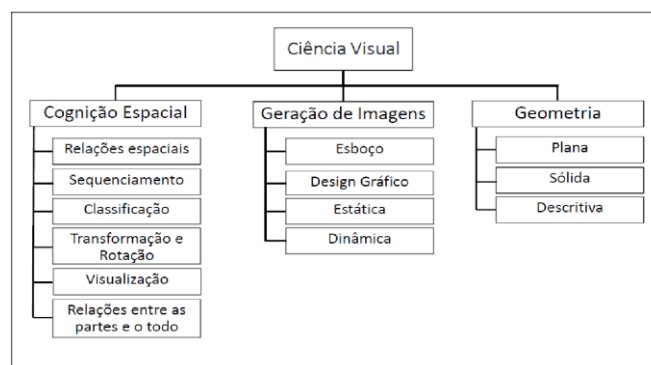 Ciência Visual
Cognição Espacial
Relações espaciais
Sequenciamento
Classificação
Transformação e
Rotação
Visualização
Relações entre as
partes e o todo
Geração de Imagens
Esboço
Design Gráfico
Estática
Dinâmica
Geometria
Plana
Sólida
Descritiva